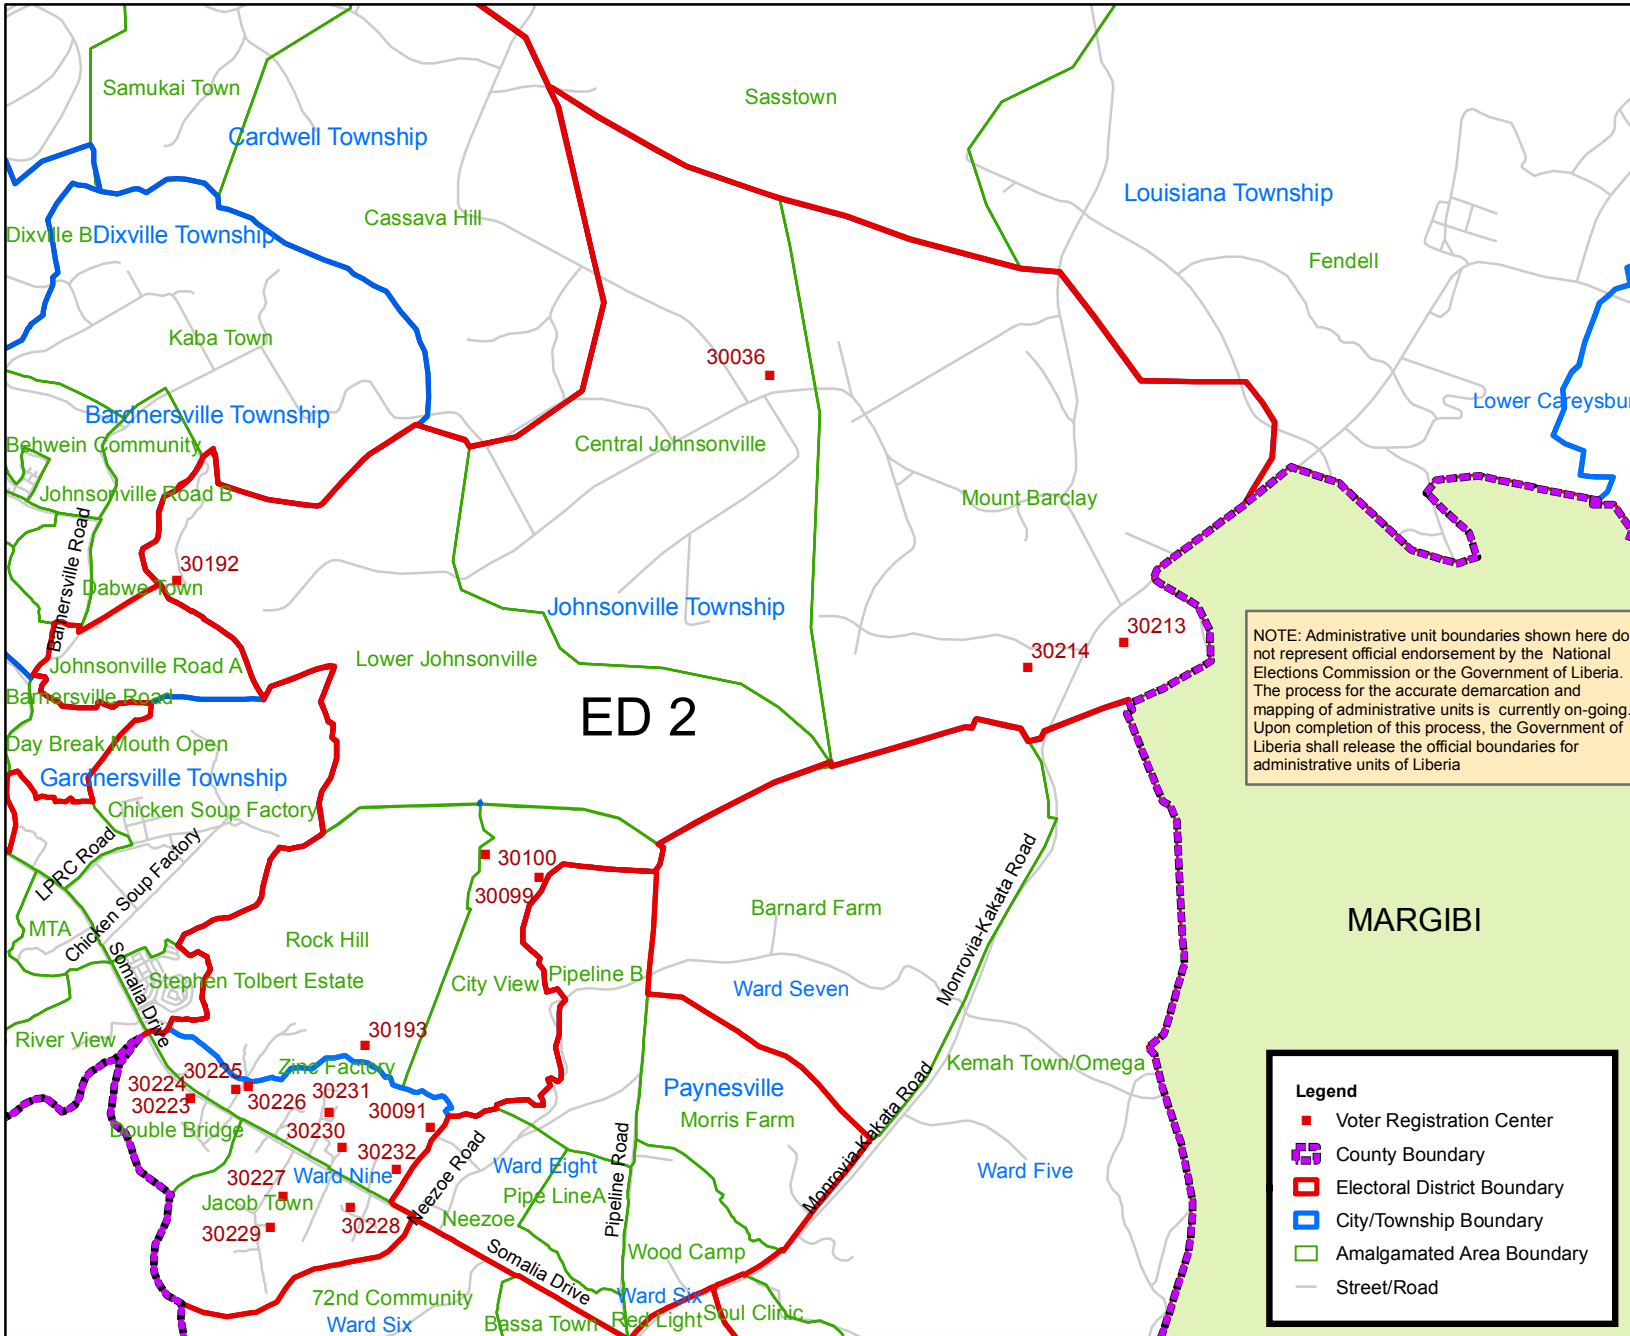 Samukai Town
Sasstown
Cardwell Township
Louisiana Township
Cassava Hill
Dixville B
Dixville Township
Fendell
Kaba Town
30036
Lower Careysbu
Bardnersville Township
Behwein Community
Central Johnsonville
Johnsonville Road B
Mount Barclay
Barnersville Road
30192
Dabwe Town
Johnsonville Township
30213
30214
NOTE: Administrative unit boundaries shown here do
not represent official endorsement by the National
Elections Commission or the Government of Liberia.
The process for the accurate demarcation and
mapping of administrative units is currently on-going.
Upon completion of this process, the Government of
Liberia shall release the official boundaries for
administrative units of Liberia
Johnsonville Road A
Lower Johnsonville
Barnersville Road
ED 2
Day Break Mouth Open
Gardnersville Township
Chicken Soup Factory
LPRC Road
Chicken Soup Factory
30100
30099
Monrovia-Kakata Road
Barnard Farm
MARGIBI
MTA
Rock Hill
Somalia Drive
Stephen Tolbert Estate
City View
Pipeline B
Ward Seven
River View
30193
Zinc Factory
Kemah Town/Omega
30225
30224
30223
30226
30231
30091
Paynesville
Morris Farm
Monrovia-Kakata Road
Double Bridge
30230
30232
Neezoe Road
Pipeline Road
Ward Eight
Ward Nine
Ward Five
30227
Jacob Town
Pipe LineA
Neezoe
30229
30228
Wood Camp
Somalia Drive
72nd Community
Ward Six
Ward Six
Bassa Town
Red Light
Soul Clinic
Legend
Voter Registration Center
County Boundary
Electoral District Boundary
City/Township Boundary
Amalgamated Area Boundary
Street/Road